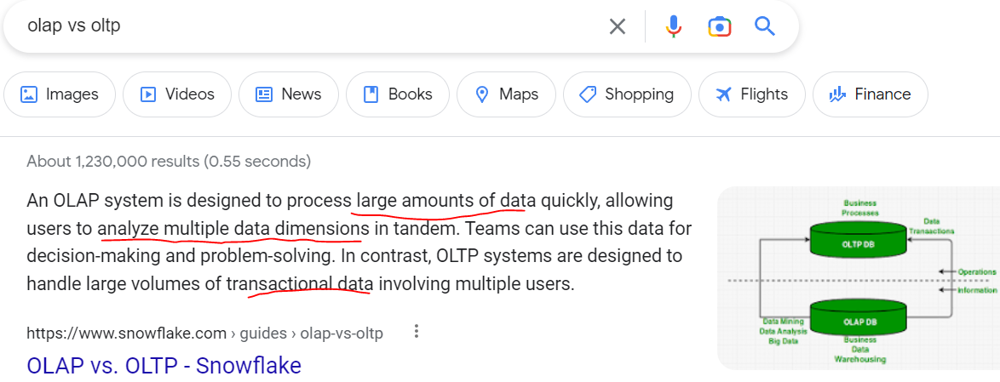 olap vs oltp
Images
Videos
News
Books
Maps
Shopping
Flights
Finance
About 1,230,000 results (0.55 seconds)
An OLAP system is designed to process large amounts of data quickly, allowing
users to analyze multiple data dimensions in tandem. Teams can use this data for
decision-making and problem-solving. In contrast, OLTP systems are designed to
handle large volumes of transactional data involving multiple users.
https://www.snowflake.com › guides › olap-vs-oltp
OLAP vs. OLTP - Snowflake
Business
Processes
Data
Transactions
OLTP DB
Operations
Information
OLAP DB
Data Mining
Data Analysis
Big Data
Business
Data
Warehousing